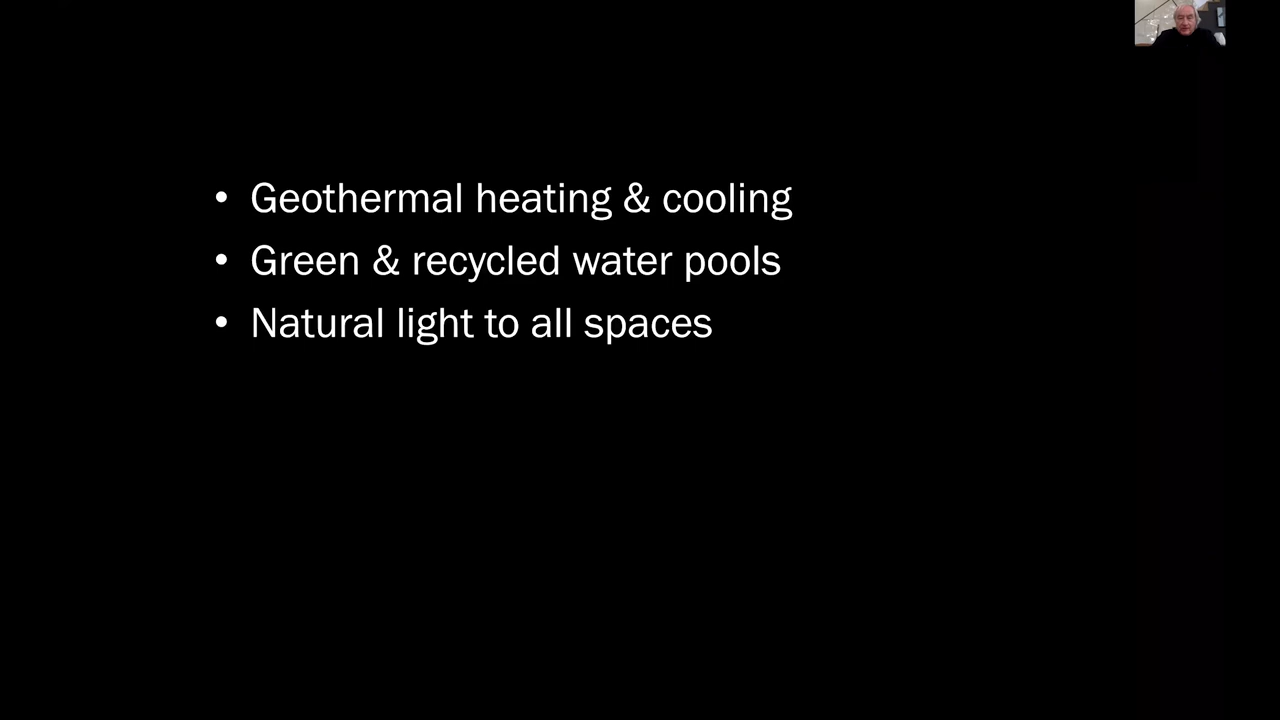 • Geothermal heating & cooling
• Green & recycled water pools
• Natural light to all spaces